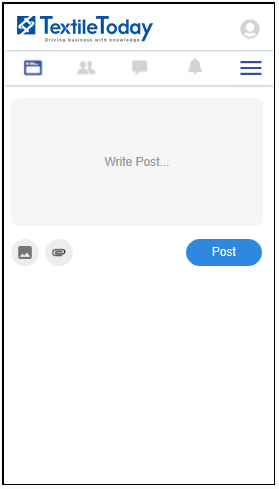 TextileToday
Driving business with knowledge
Write Post...
Post